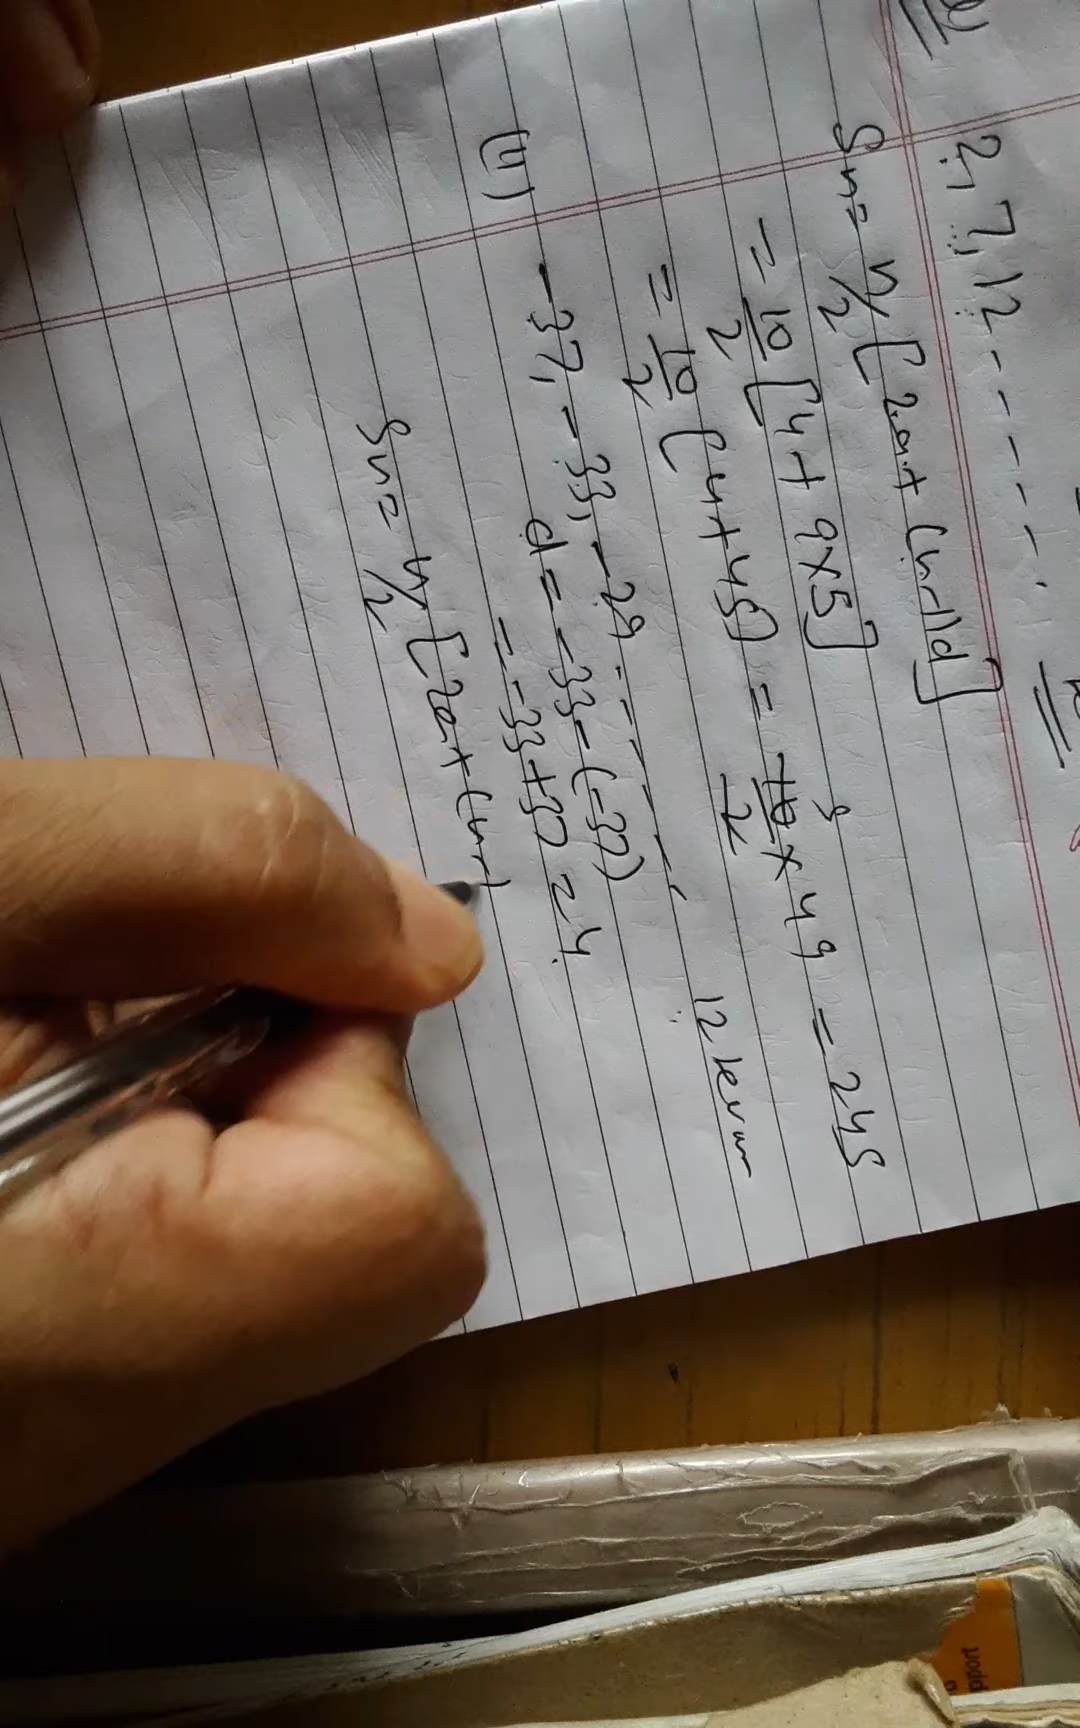 2, 7, 12 - - - - - - .
Sn = n/2 [2a + (n-1)d]
= 10/2 [4 + 9×5]
= 10/2 [4 + 45] = 10/2 × 49 = 245
(ii) -37, -33, -29 - - - - - - 12 term
d = -33 - (-37)
= -33 + 37 = 4
Sn = n/2 [2a + (n-1
pport